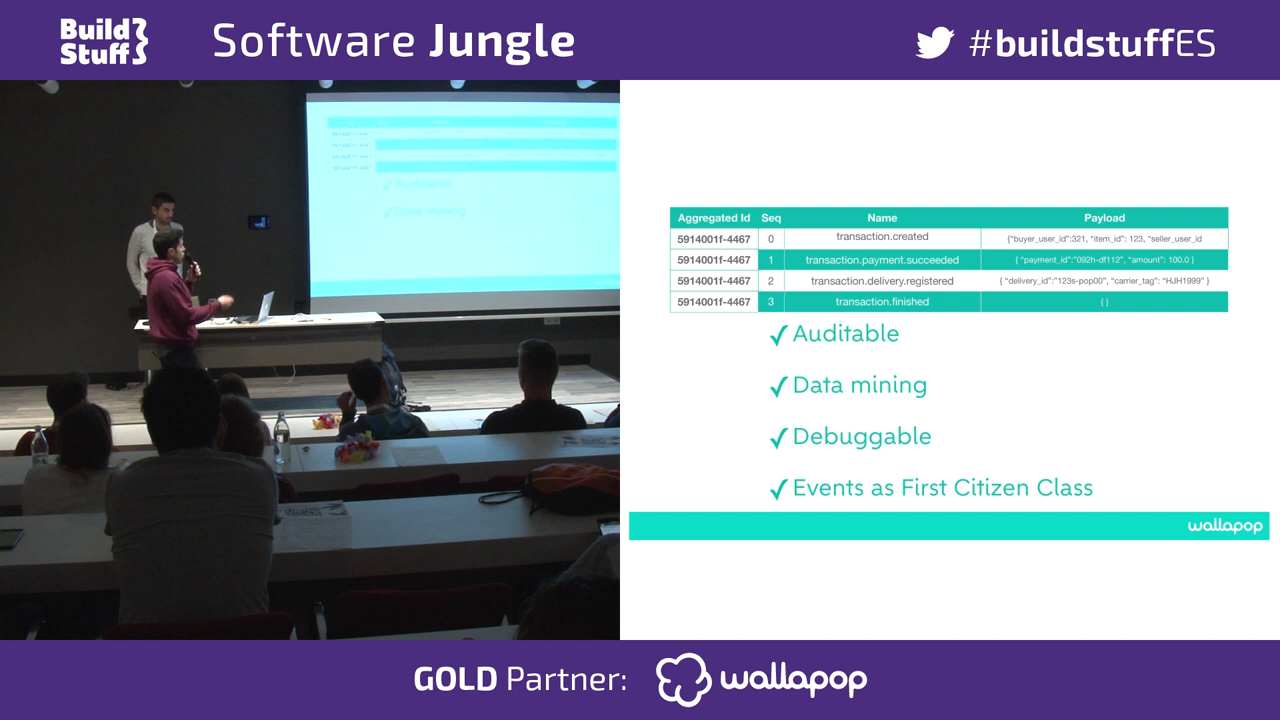 Build Stuff
Software Jungle
#buildstuffES
Auditable
Data mining
Aggregated Id Seq Name Payload
5914001f-4467 0 transaction.created {"buyer_user_id":321, "item_id": 123, "seller_user_id
5914001f-4467 1 transaction.payment.succeeded { "payment_id":"092h-df112", "amount": 100.0 }
5914001f-4467 2 transaction.delivery.registered { "delivery_id":"123s-pop00", "carrier_tag": "HJH1999" }
5914001f-4467 3 transaction.finished { }
✓ Auditable
✓ Data mining
✓ Debuggable
✓ Events as First Citizen Class
wallapop
GOLD Partner: wallapop